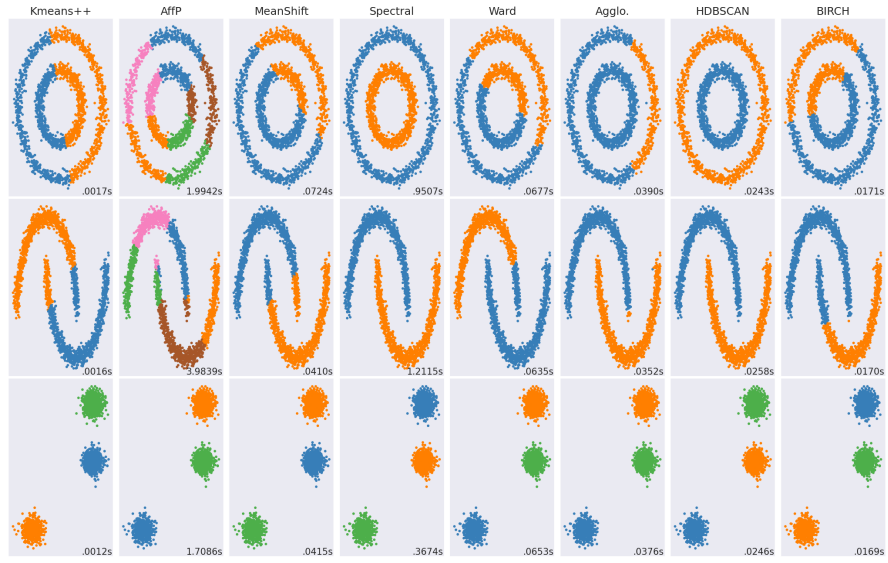 Kmeans++ AffP MeanShift Spectral Ward Agglo. HDBSCAN BIRCH
.0017s 1.9942s .0724s .9507s .0677s .0390s .0243s .0171s
.0016s 3.9839s .0410s 1.2115s .0635s .0352s .0258s .0170s
.0012s 1.7086s .0415s .3674s .0653s .0376s .0246s .0169s